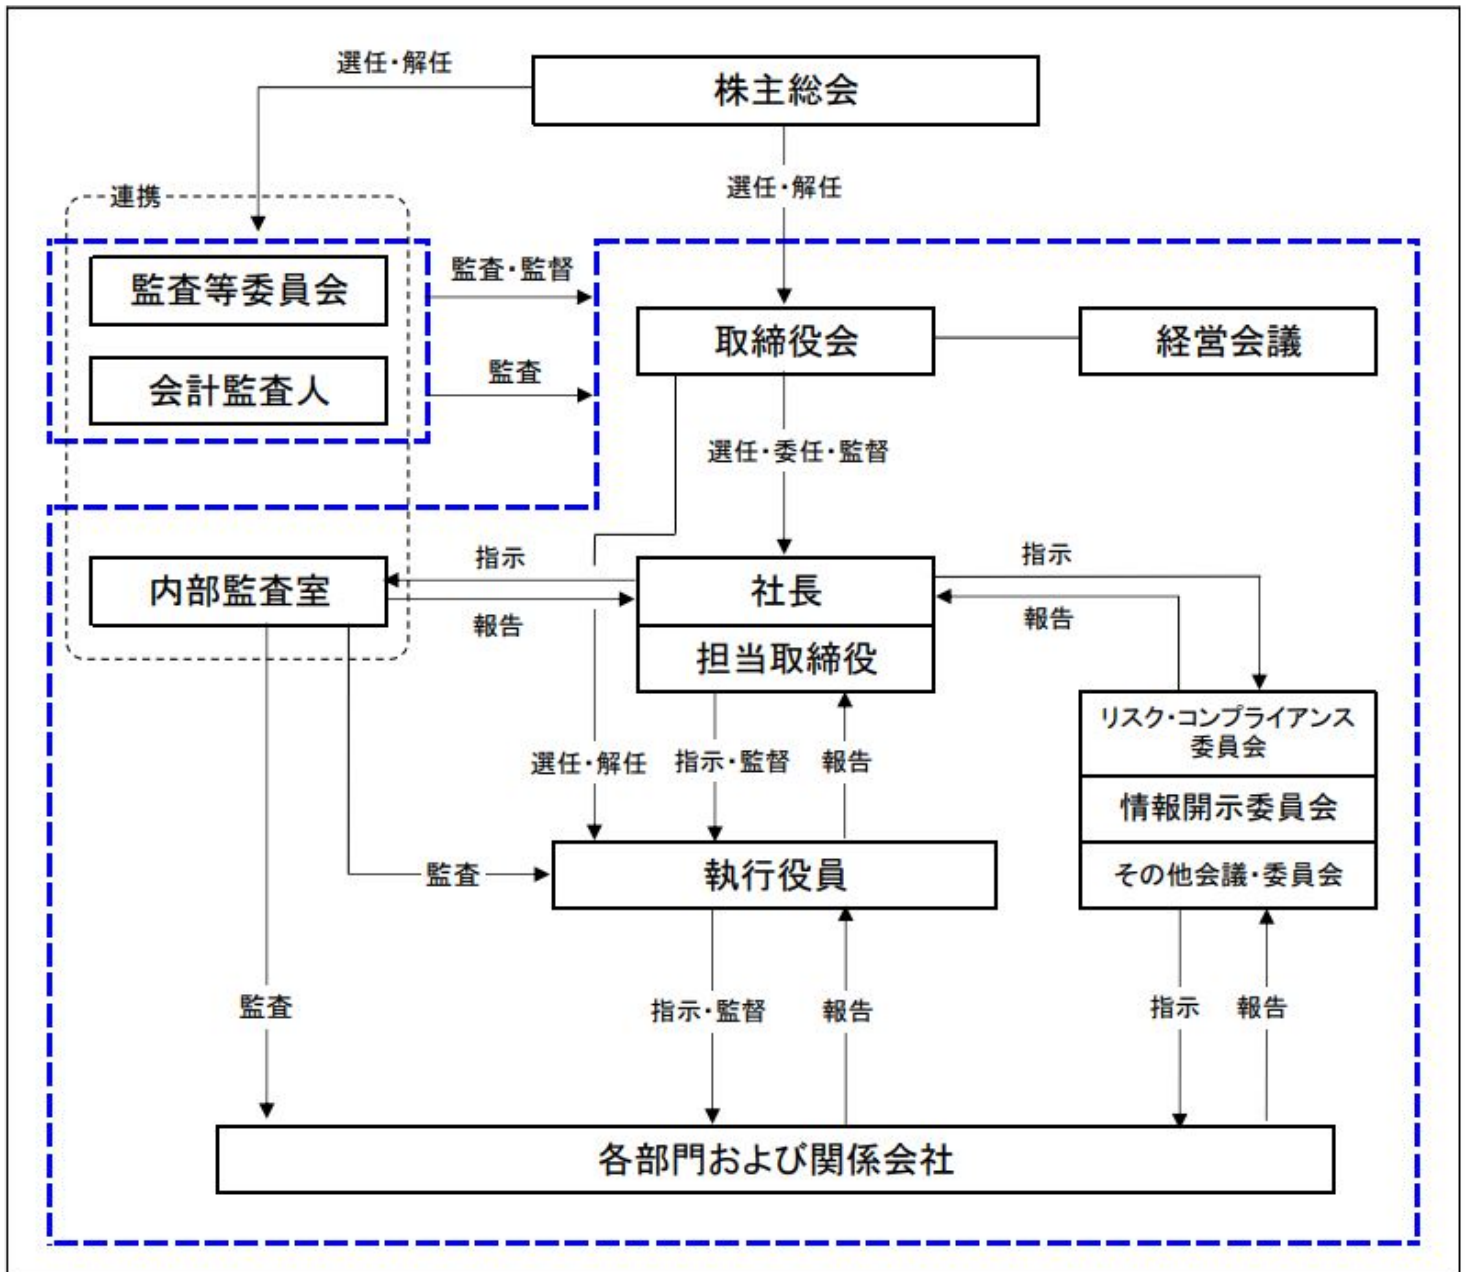 選任・解任
株主総会
選任・解任
連携
監査等委員会
監査・監督
取締役会
経営会議
会計監査人
監査
選任・委任・監督
内部監査室
指示
報告
社長
担当取締役
指示
報告
リスク・コンプライアンス
委員会
情報開示委員会
その他会議・委員会
選任・解任
指示・監督
報告
監査
執行役員
監査
指示・監督
報告
指示
報告
各部門および関係会社